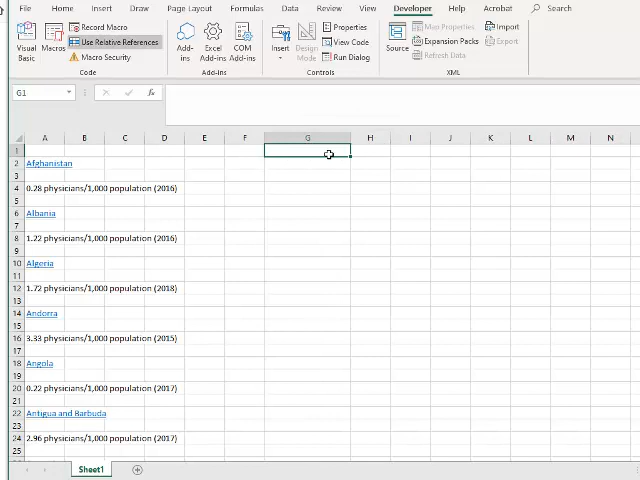 File Home Insert Draw Page Layout Formulas Data Review View Developer Help Acrobat Search
Visual Basic
Macros
Record Macro
Use Relative References
Macro Security
Code
Add-ins
Excel Add-ins
COM Add-ins
Add-ins
Insert
Design Mode
Properties
View Code
Run Dialog
Controls
Source
Map Properties
Expansion Packs
Refresh Data
Import
Export
XML
G1
fx
A B C D E F G H I J K L M N
1
2 Afghanistan
3
4 0.28 physicians/1,000 population (2016)
5
6 Albania
7
8 1.22 physicians/1,000 population (2016)
9
10 Algeria
11
12 1.72 physicians/1,000 population (2018)
13
14 Andorra
15
16 3.33 physicians/1,000 population (2015)
17
18 Angola
19
20 0.22 physicians/1,000 population (2017)
21
22 Antigua and Barbuda
23
24 2.96 physicians/1,000 population (2017)
25
Sheet1